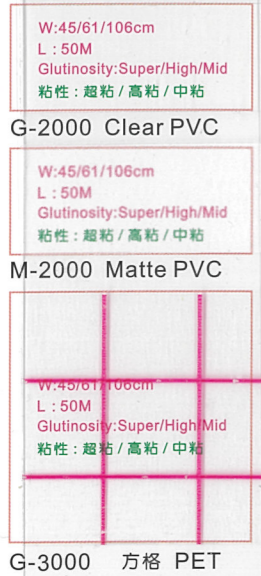 W:45/61/106cm
L : 50M
Glutinosity:Super/High/Mid
粘性 : 超粘 / 高粘 / 中粘
G-2000 Clear PVC
W:45/61/106cm
L : 50M
Glutinosity:Super/High/Mid
粘性 : 超粘 / 高粘 / 中粘
M-2000 Matte PVC
W:45/61/106cm
L : 50M
Glutinosity:Super/High/Mid
粘性 : 超粘 / 高粘 / 中粘
G-3000 方格 PET